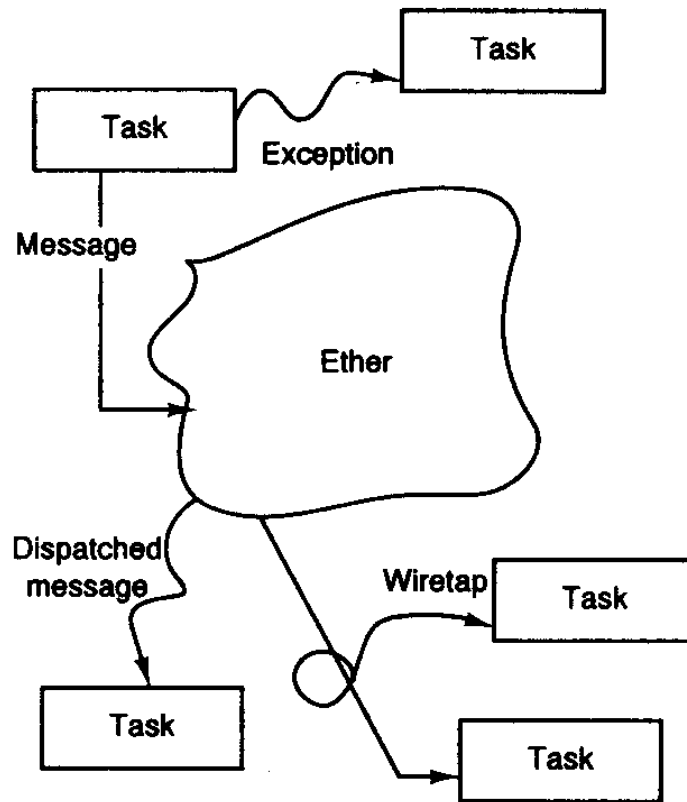 Task
Task
Exception
Message
Ether
Dispatched
message
Wiretap
Task
Task
Task